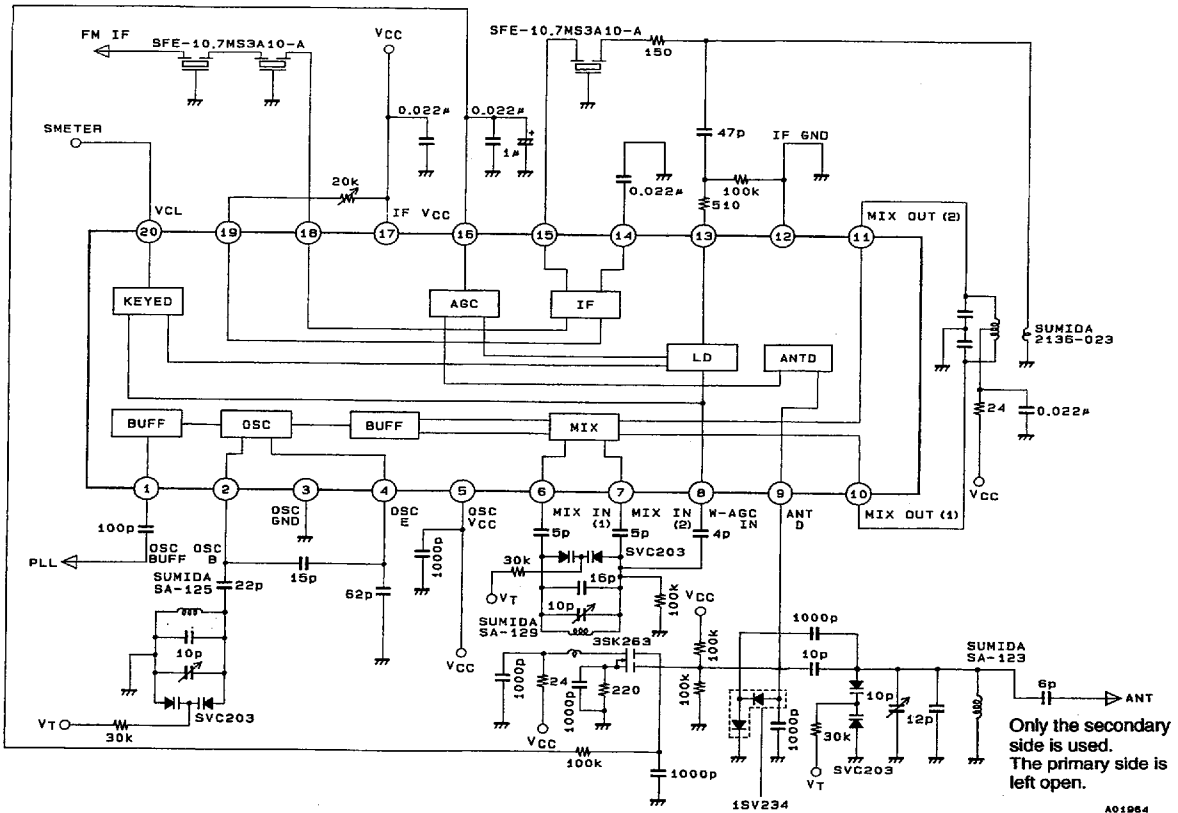 FM IF
SFE-10.7MS3A10-A
VCC
SFE-10.7MS3A10-A
150
0.022μ
0.022μ
1μ
+
47p
IF GND
SMETER
20k
0.022μ
100k
510
VCL
IF VCC
MIX OUT (2)
20
19
18
17
16
15
14
13
12
11
KEYED
AGC
IF
LD
ANTD
SUMIDA
2136-023
24
0.022μ
VCC
BUFF
OSC
BUFF
MIX
1
2
3
4
5
6
7
8
9
10
OSC BUFF
OSC B
OSC GND
OSC E
OSC VCC
MIX IN (1)
MIX IN (2)
W-AGC IN
ANT D
MIX OUT (1)
100p
PLL
SUMIDA
SA-125
22p
15p
62p
1000p
VCC
5p
5p
4p
SVC203
30k
VT
16p
10p
100k
SUMIDA
SA-129
3SK263
VCC
100k
100k
1000p
10p
SUMIDA
SA-123
6p
ANT
10p
10p
SVC203
VT
30k
1000p
24
VCC
1000p
220
100k
1000p
1000p
1SV234
30k
VT
SVC203
12p
Only the secondary
side is used.
The primary side is
left open.
A01964